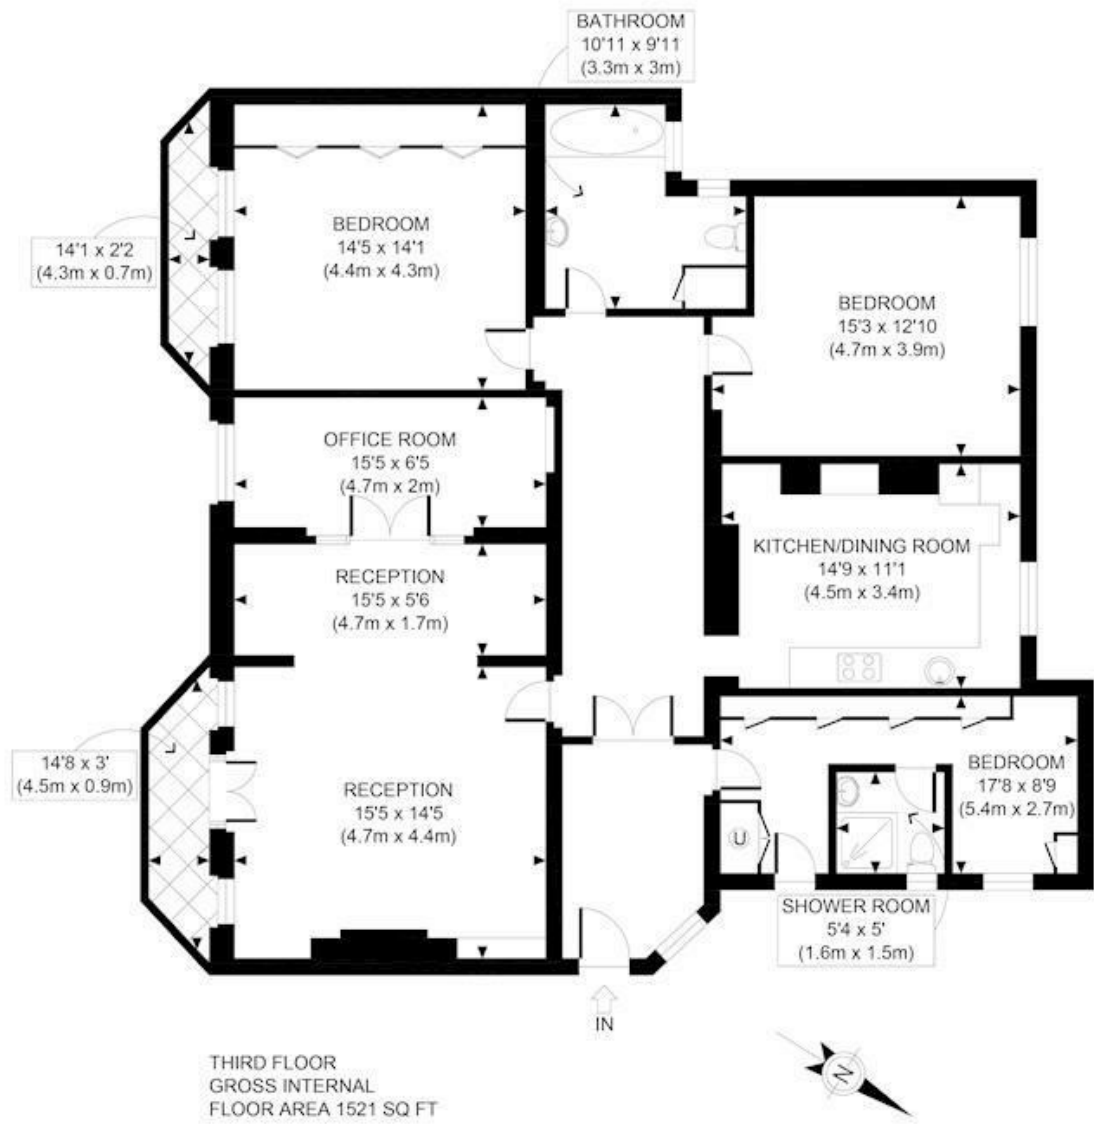 BATHROOM
10'11 x 9'11
(3.3m x 3m)
BEDROOM
14'5 x 14'1
(4.4m x 4.3m)
14'1 x 2'2
(4.3m x 0.7m)
BEDROOM
15'3 x 12'10
(4.7m x 3.9m)
OFFICE ROOM
15'5 x 6'5
(4.7m x 2m)
KITCHEN/DINING ROOM
14'9 x 11'1
(4.5m x 3.4m)
RECEPTION
15'5 x 5'6
(4.7m x 1.7m)
14'8 x 3'
(4.5m x 0.9m)
RECEPTION
15'5 x 14'5
(4.7m x 4.4m)
BEDROOM
17'8 x 8'9
(5.4m x 2.7m)
U
SHOWER ROOM
5'4 x 5'
(1.6m x 1.5m)
IN
THIRD FLOOR
GROSS INTERNAL
FLOOR AREA 1521 SQ FT
N